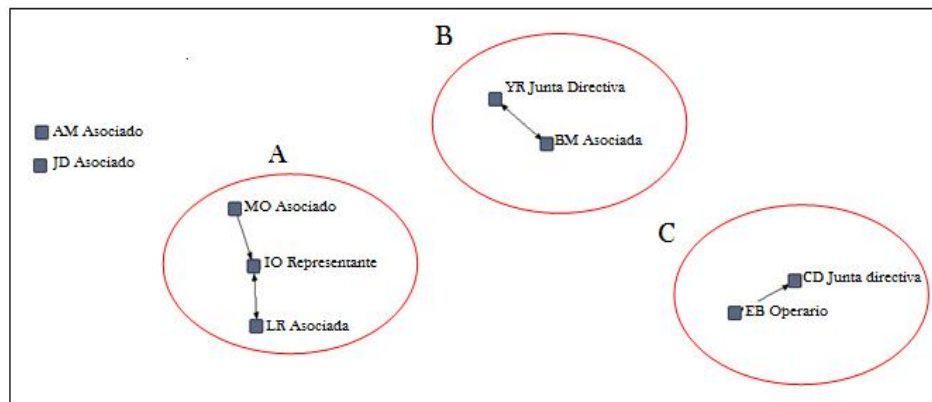 B
YR Junta Directiva
BM Asociada
AM Asociado
JD Asociado
A
MO Asociado
IO Representante
LR Asociada
C
CD Junta directiva
EB Operario